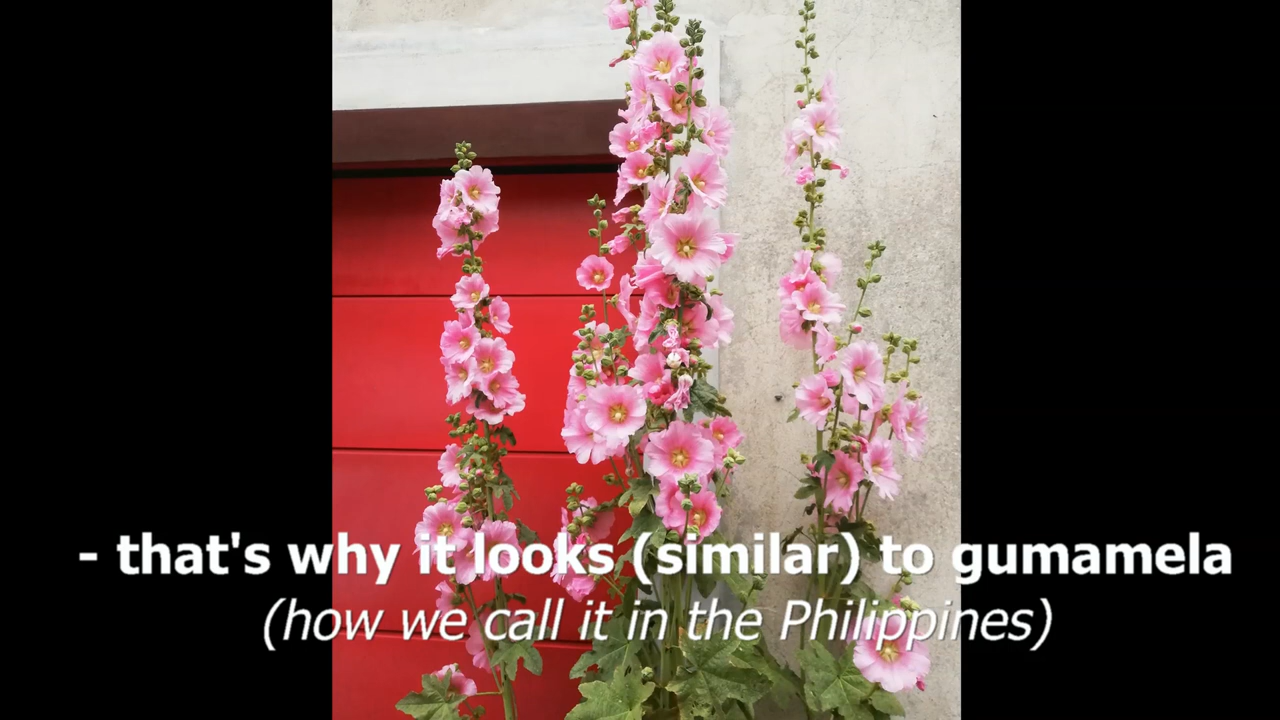 - that's why it looks (similar) to gumamela
(how we call it in the Philippines)